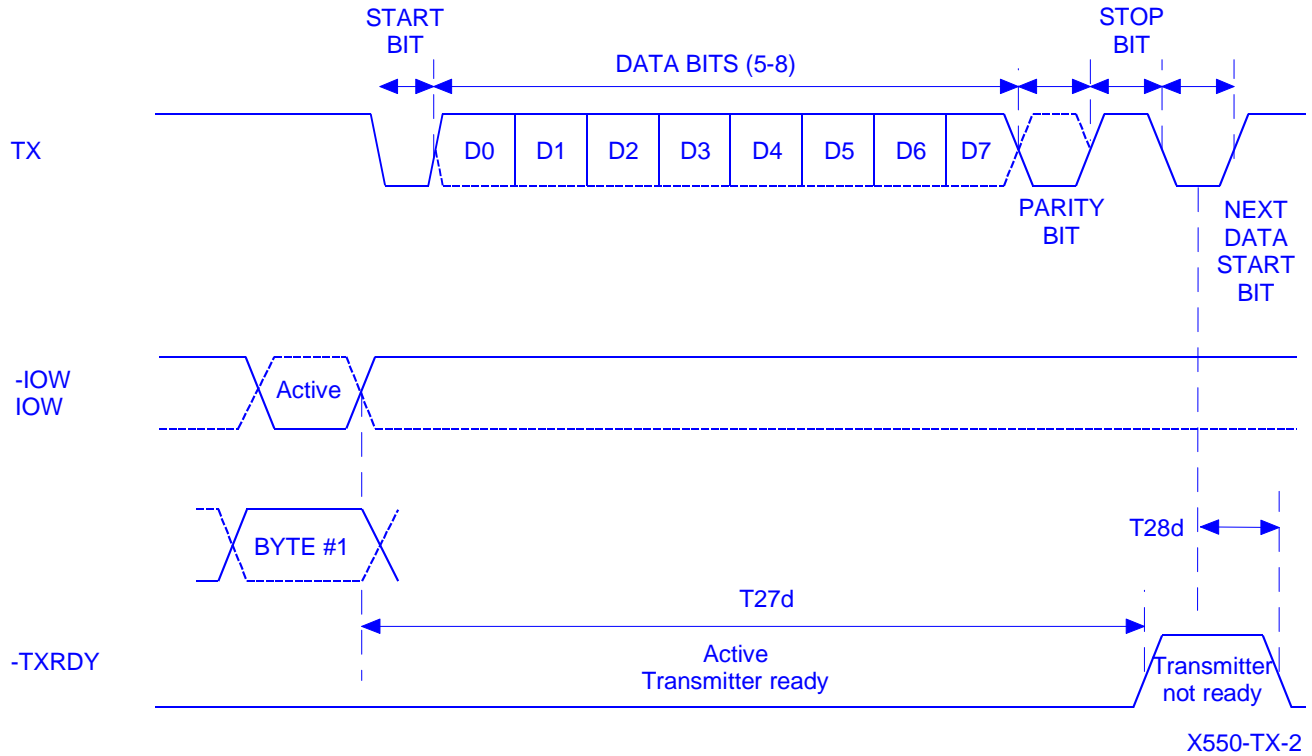 START
BIT
DATA BITS (5-8)
STOP
BIT
TX
D0 D1 D2 D3 D4 D5 D6 D7
PARITY
BIT
NEXT
DATA
START
BIT
-IOW
IOW
Active
BYTE #1
T28d
T27d
-TXRDY
Active
Transmitter ready
Transmitter
not ready
X550-TX-2